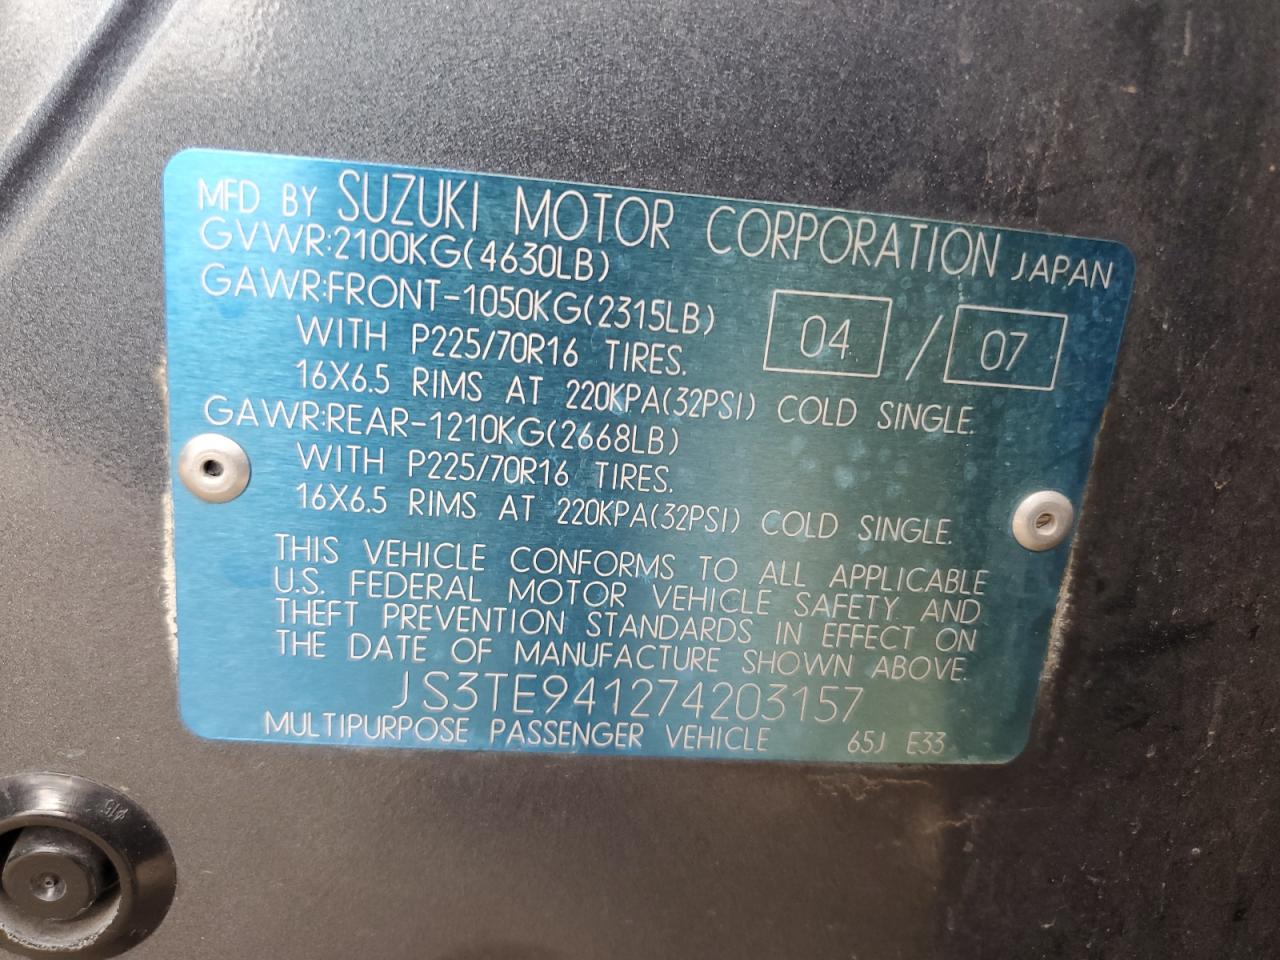 MFD BY SUZUKI MOTOR CORPORATION JAPAN
GVWR:2100KG(4630LB)
GAWR:FRONT-1050KG(2315LB)
WITH P225/70R16 TIRES.
04 / 07
16X6.5 RIMS AT 220KPA(32PSI) COLD SINGLE.
GAWR:REAR-1210KG(2668LB)
WITH P225/70R16 TIRES.
16X6.5 RIMS AT 220KPA(32PSI) COLD SINGLE.
THIS VEHICLE CONFORMS TO ALL APPLICABLE
U.S. FEDERAL MOTOR VEHICLE SAFETY AND
THEFT PREVENTION STANDARDS IN EFFECT ON
THE DATE OF MANUFACTURE SHOWN ABOVE.
JS3TE941274203157
MULTIPURPOSE PASSENGER VEHICLE 65J E33